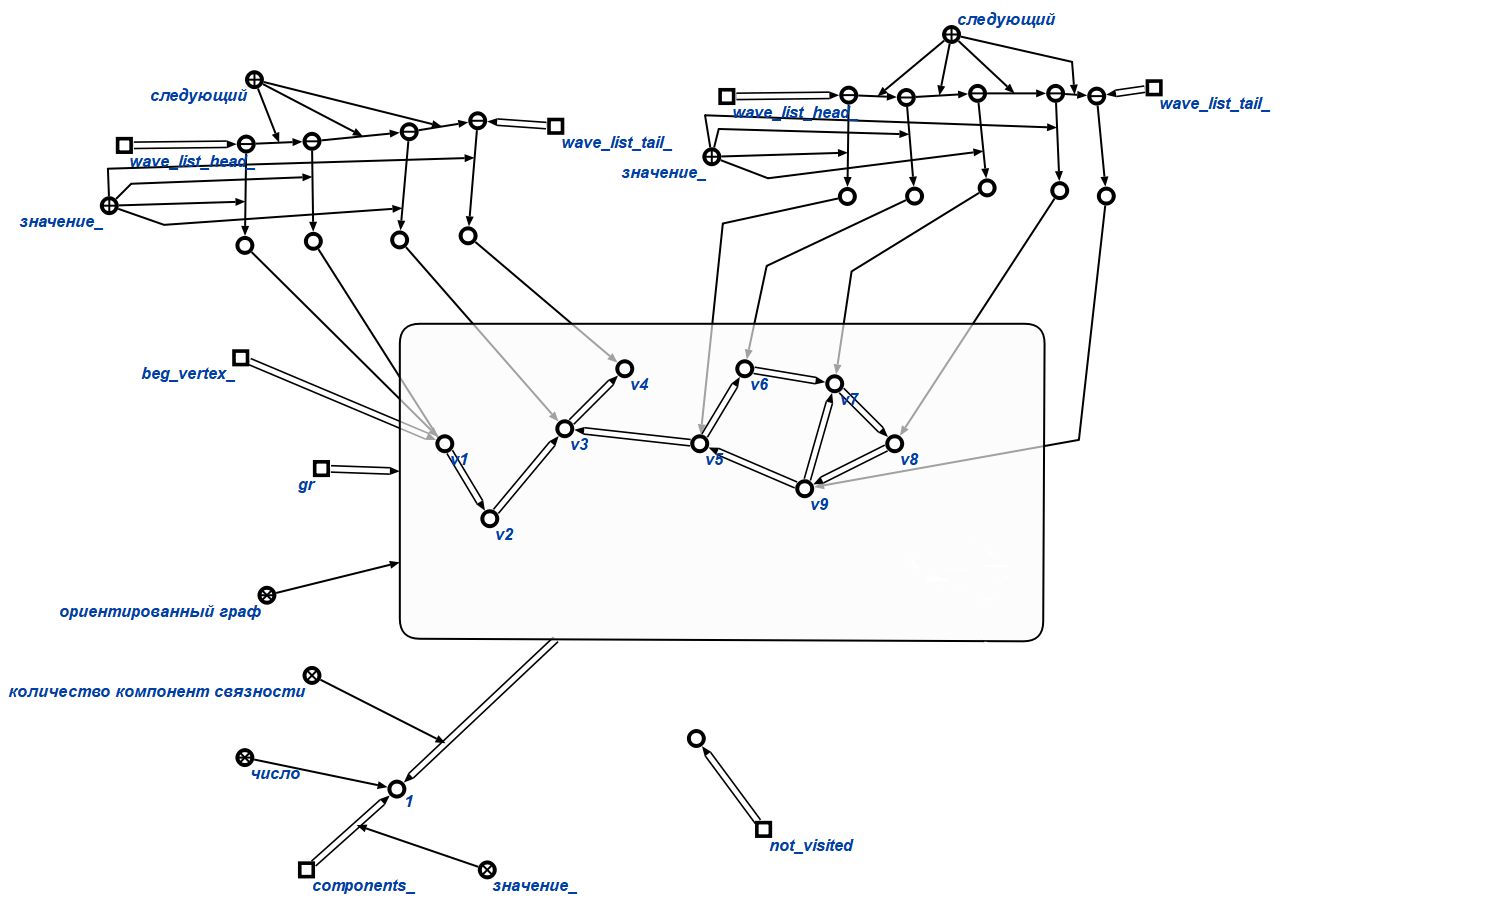 следующий
следующий
wave_list_head_
wave_list_tail_
wave_list_head_
wave_list_tail_
значение_
значение_
beg_vertex_
v4
v6
v7
v3
v1
v5
v8
gr
v9
v2
ориентированный граф
количество компонент связности
число
1
not_visited
components_
значение_